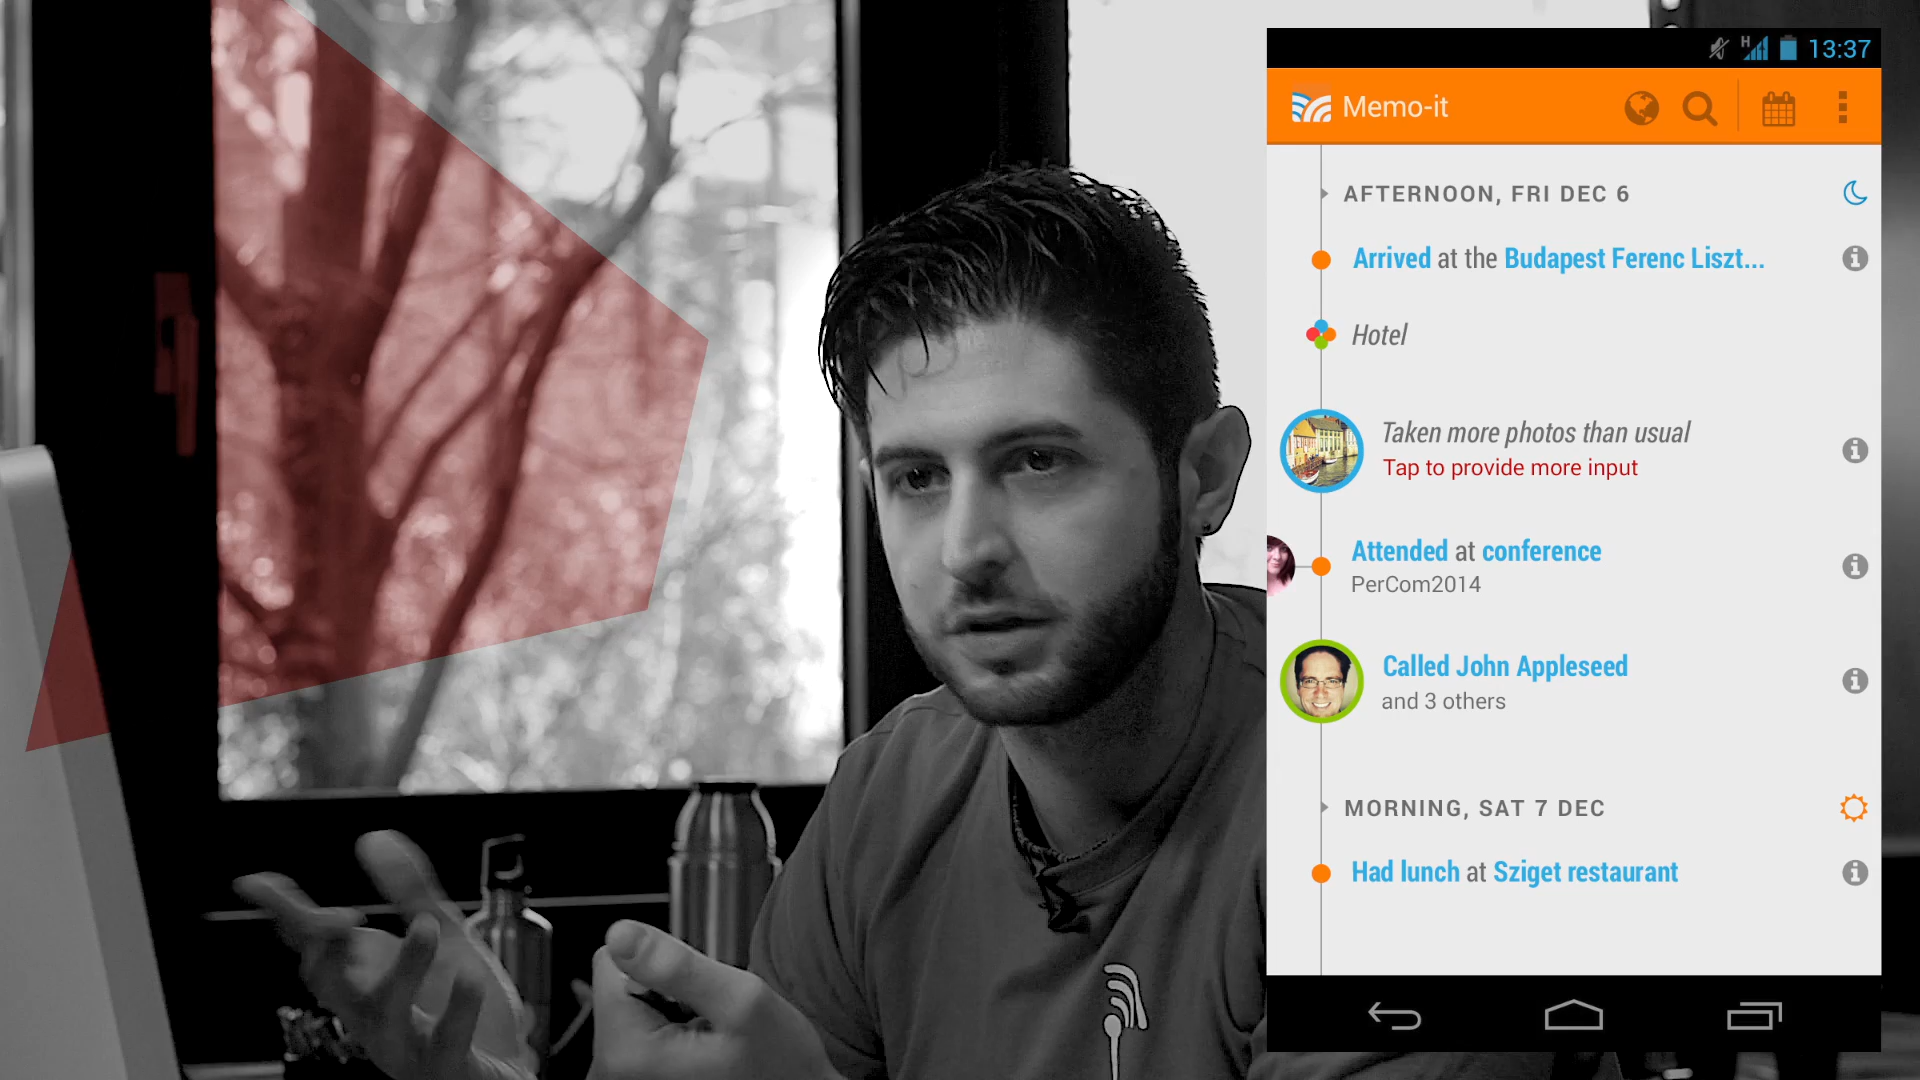 13:37
Memo-it
AFTERNOON, FRI DEC 6
Arrived at the Budapest Ferenc Liszt...
Hotel
Taken more photos than usual
Tap to provide more input
Attended at conference
PerCom2014
Called John Appleseed
and 3 others
MORNING, SAT 7 DEC
Had lunch at Sziget restaurant